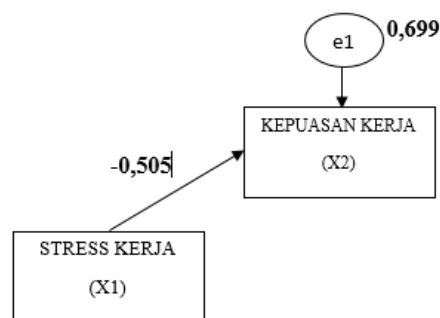 e1
0,699
KEPUASAN KERJA
(X2)
-0,505
STRESS KERJA
(X1)